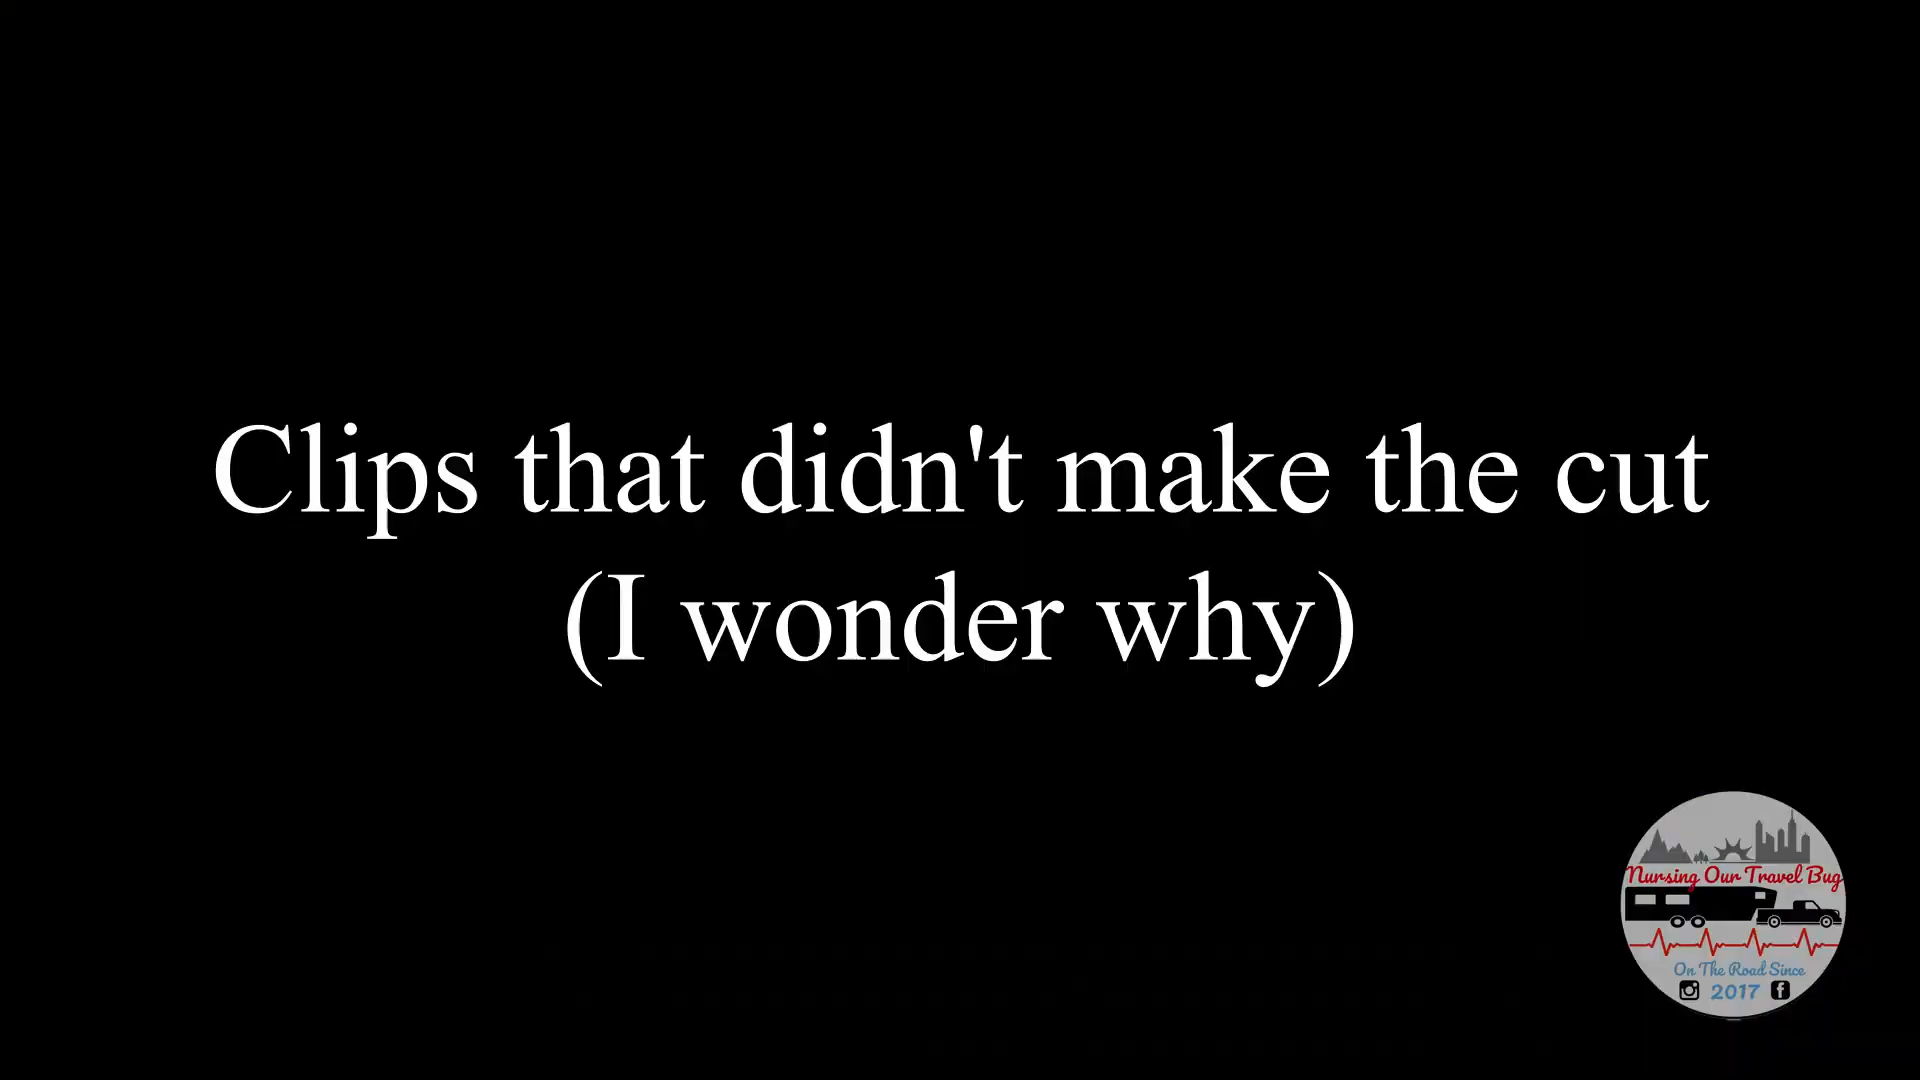 Clips that didn't make the cut
(I wonder why)
Nursing Our Travel Bug
On The Road Since
2017